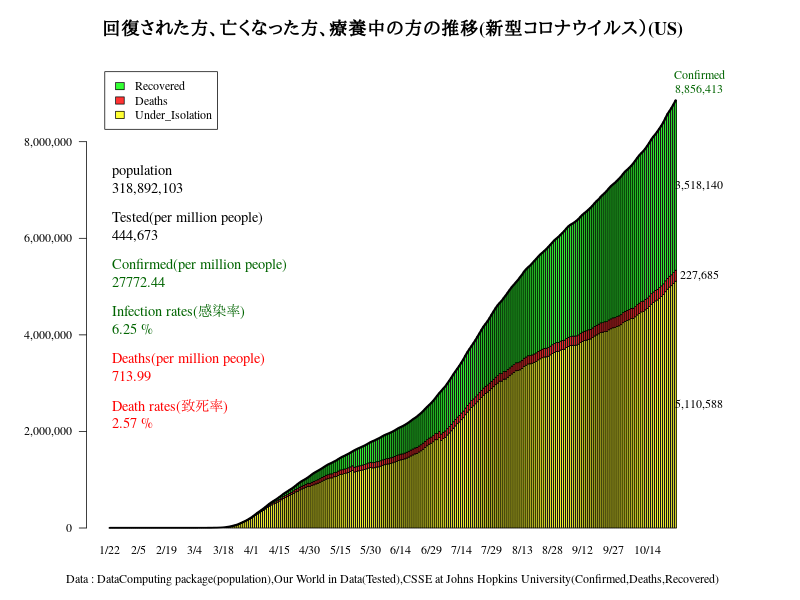 回復された方、亡くなった方、療養中の方の推移(新型コロナウイルス)(US)
Confirmed
8,856,413
Recovered
Deaths
Under_Isolation
8,000,000
6,000,000
4,000,000
2,000,000
0
population
318,892,103
Tested(per million people)
444,673
Confirmed(per million people)
27772.44
Infection rates(感染率)
6.25 %
Deaths(per million people)
713.99
Death rates(致死率)
2.57 %
3,518,140
227,685
5,110,588
1/22 2/5 2/19 3/4 3/18 4/1 4/15 4/30 5/15 5/30 6/14 6/29 7/14 7/29 8/13 8/28 9/12 9/27 10/14
Data : DataComputing package(population),Our World in Data(Tested),CSSE at Johns Hopkins University(Confirmed,Deaths,Recovered)